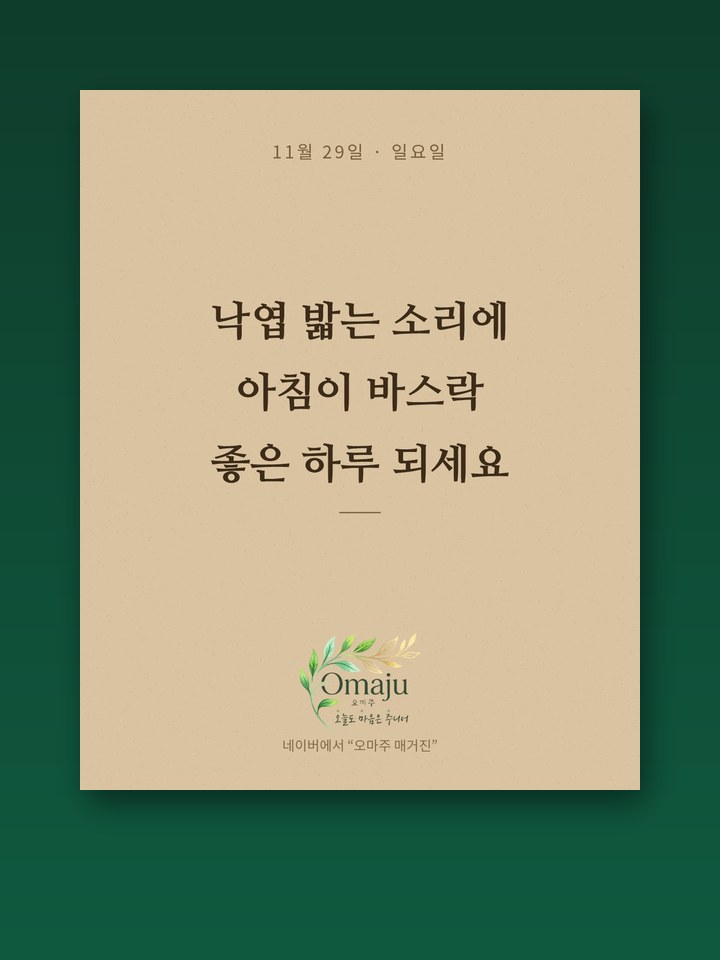 11월 29일 · 일요일
낙엽 밟는 소리에
아침이 바스락
좋은 하루 되세요
Omaju
오마주
오늘도 마음은 주니어
네이버에서 “오마주 매거진”